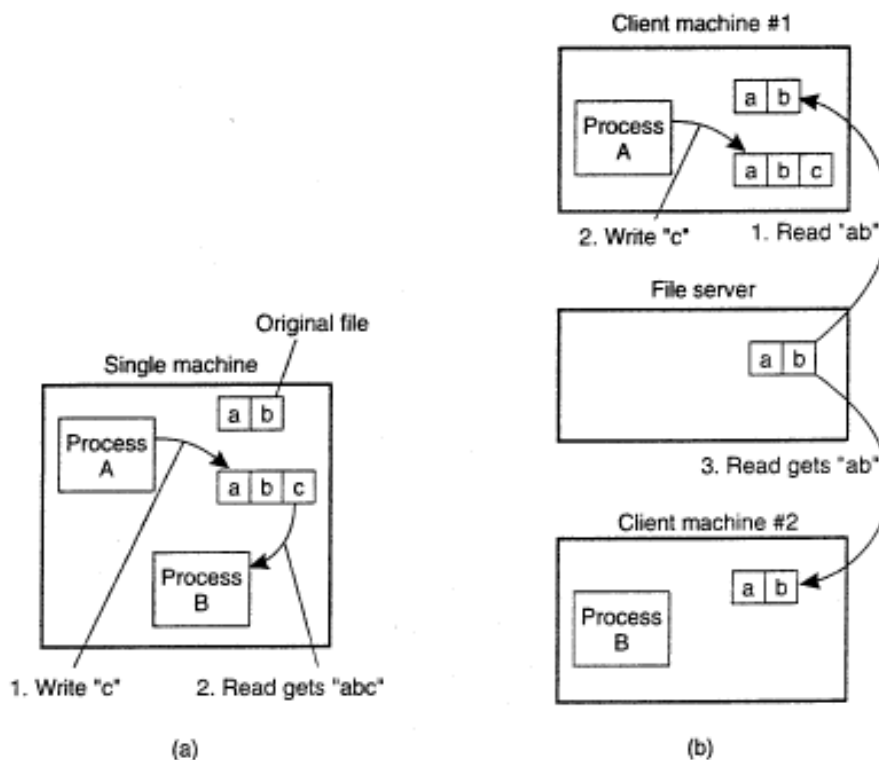 Original file
Single machine
a b
Process
A
a b c
Process
B
1. Write "c"
2. Read gets "abc"
(a)
Client machine #1
a b
Process
A
a b c
2. Write "c"
1. Read "ab"
File server
a b
3. Read gets "ab"
Client machine #2
a b
Process
B
(b)